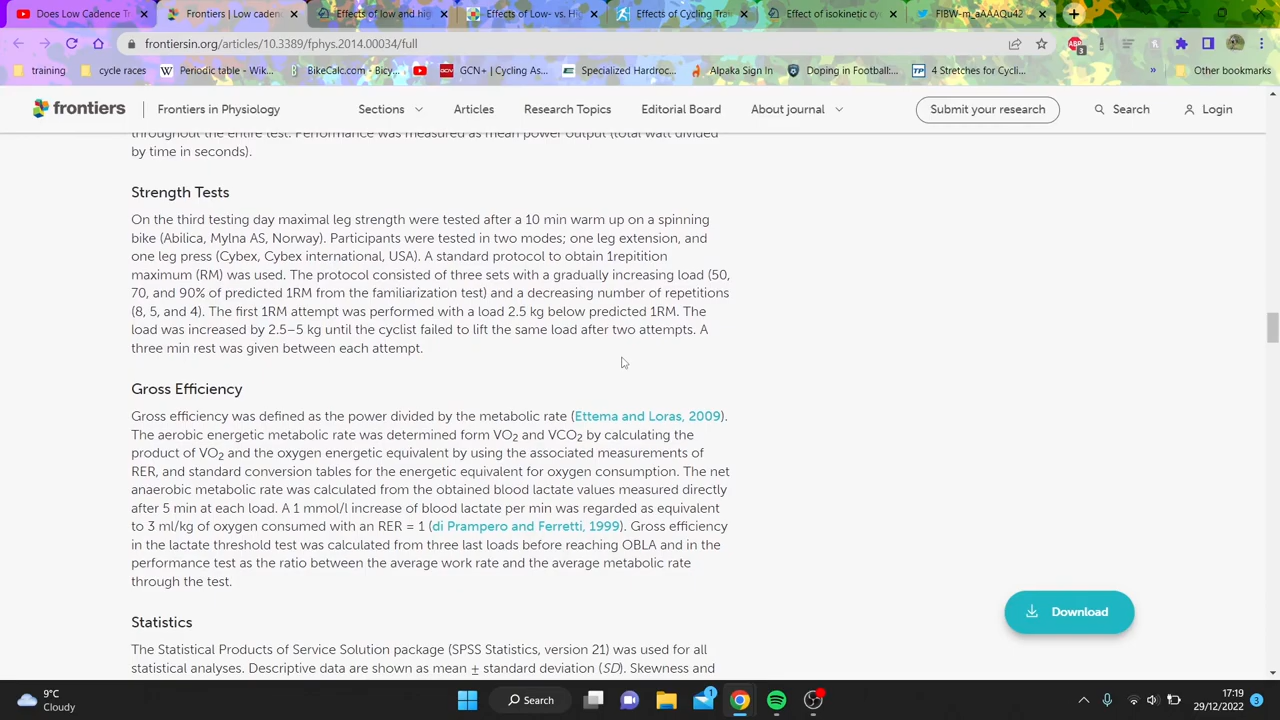 Does Low Cadence Tr
Frontiers | Low caden
Effects of low and hig
Effects of Low- vs. Hi
Effects of Cycling Tra
Effect of isokinetic cy
FIBW-m_aAAAQu42
frontiersin.org/articles/10.3389/fphys.2014.00034/full
ABP
3
training
cycle races
Periodic table - Wik...
BikeCalc.com - Bicy...
GCN+ | Cycling As...
Specialized Hardroc...
Alpaka Sign In
Doping in Football:...
4 Stretches for Cycli...
»
Other bookmarks
frontiers
Frontiers in Physiology
Sections
Articles
Research Topics
Editorial Board
About journal
Submit your research
Search
Login
throughout the entire test. Performance was measured as mean power output (total watt divided
by time in seconds).
Strength Tests
On the third testing day maximal leg strength were tested after a 10 min warm up on a spinning
bike (Abilica, Mylna AS, Norway). Participants were tested in two modes; one leg extension, and
one leg press (Cybex, Cybex international, USA). A standard protocol to obtain 1repitition
maximum (RM) was used. The protocol consisted of three sets with a gradually increasing load (50,
70, and 90% of predicted 1RM from the familiarization test) and a decreasing number of repetitions
(8, 5, and 4). The first 1RM attempt was performed with a load 2.5 kg below predicted 1RM. The
load was increased by 2.5–5 kg until the cyclist failed to lift the same load after two attempts. A
three min rest was given between each attempt.
Gross Efficiency
Gross efficiency was defined as the power divided by the metabolic rate (Ettema and Loras, 2009).
The aerobic energetic metabolic rate was determined form VO2 and VCO2 by calculating the
product of VO2 and the oxygen energetic equivalent by using the associated measurements of
RER, and standard conversion tables for the energetic equivalent for oxygen consumption. The net
anaerobic metabolic rate was calculated from the obtained blood lactate values measured directly
after 5 min at each load. A 1 mmol/l increase of blood lactate per min was regarded as equivalent
to 3 ml/kg of oxygen consumed with an RER = 1 (di Prampero and Ferretti, 1999). Gross efficiency
in the lactate threshold test was calculated from three last loads before reaching OBLA and in the
performance test as the ratio between the average work rate and the average metabolic rate
through the test.
Download
Statistics
The Statistical Products of Service Solution package (SPSS Statistics, version 21) was used for all
statistical analyses. Descriptive data are shown as mean ± standard deviation (SD). Skewness and
9°C
Cloudy
Search
1
17:19
29/12/2022
3